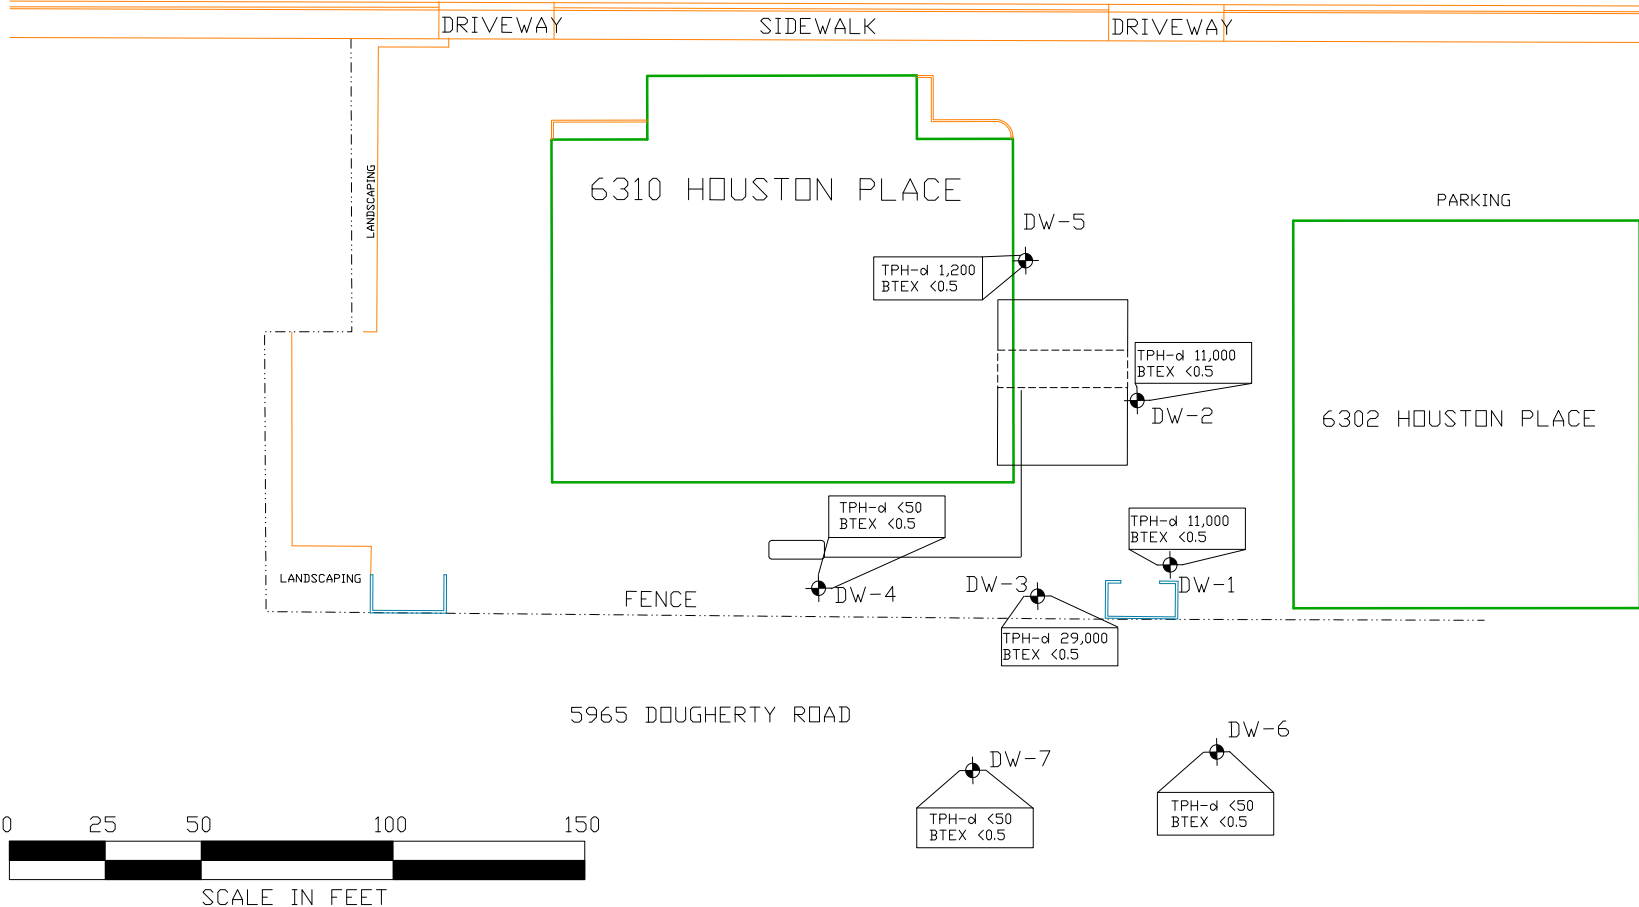 DRIVEWAY
SIDEWALK
DRIVEWAY
LANDSCAPING
6310 HOUSTON PLACE
PARKING
DW-5
TPH-d 1,200
BTEX <0.5
TPH-d 11,000
BTEX <0.5
DW-2
6302 HOUSTON PLACE
TPH-d <50
BTEX <0.5
TPH-d 11,000
BTEX <0.5
LANDSCAPING
FENCE
DW-4
DW-3
DW-1
TPH-d 29,000
BTEX <0.5
5965 DOUGHERTY ROAD
DW-6
DW-7
TPH-d <50
BTEX <0.5
TPH-d <50
BTEX <0.5
0 25 50 100 150
SCALE IN FEET